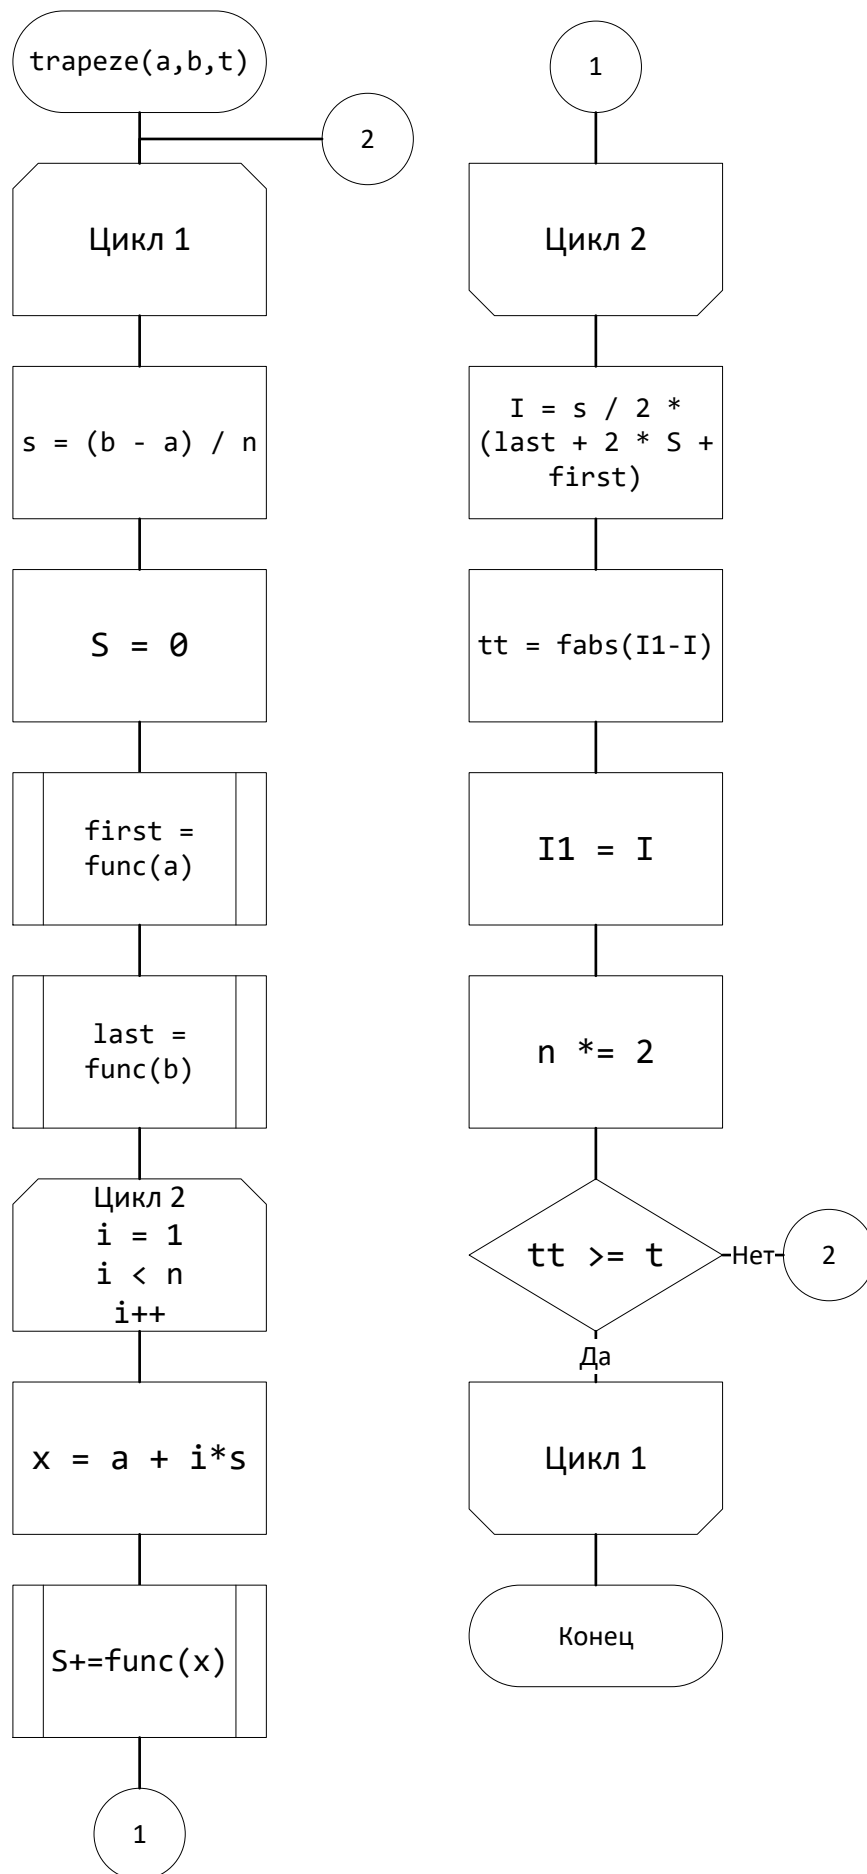 trapeze(a,b,t)
2
Цикл 1
s = (b - a) / n
S = 0
first =
func(a)
last =
func(b)
Цикл 2
i = 1
i < n
i++
x = a + i*s
S+=func(x)
1
1
Цикл 2
I = s / 2 *
(last + 2 * S +
first)
tt = fabs(I1-I)
I1 = I
n *= 2
tt >= t
Нет
2
Да
Цикл 1
Конец